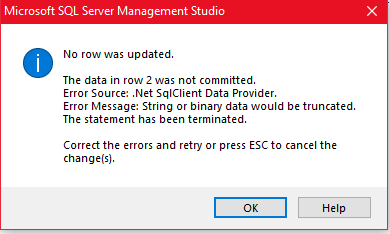 Microsoft SQL Server Management Studio
No row was updated.
The data in row 2 was not committed.
Error Source: .Net SqlClient Data Provider.
Error Message: String or binary data would be truncated.
The statement has been terminated.
Correct the errors and retry or press ESC to cancel the
change(s).
OK
Help